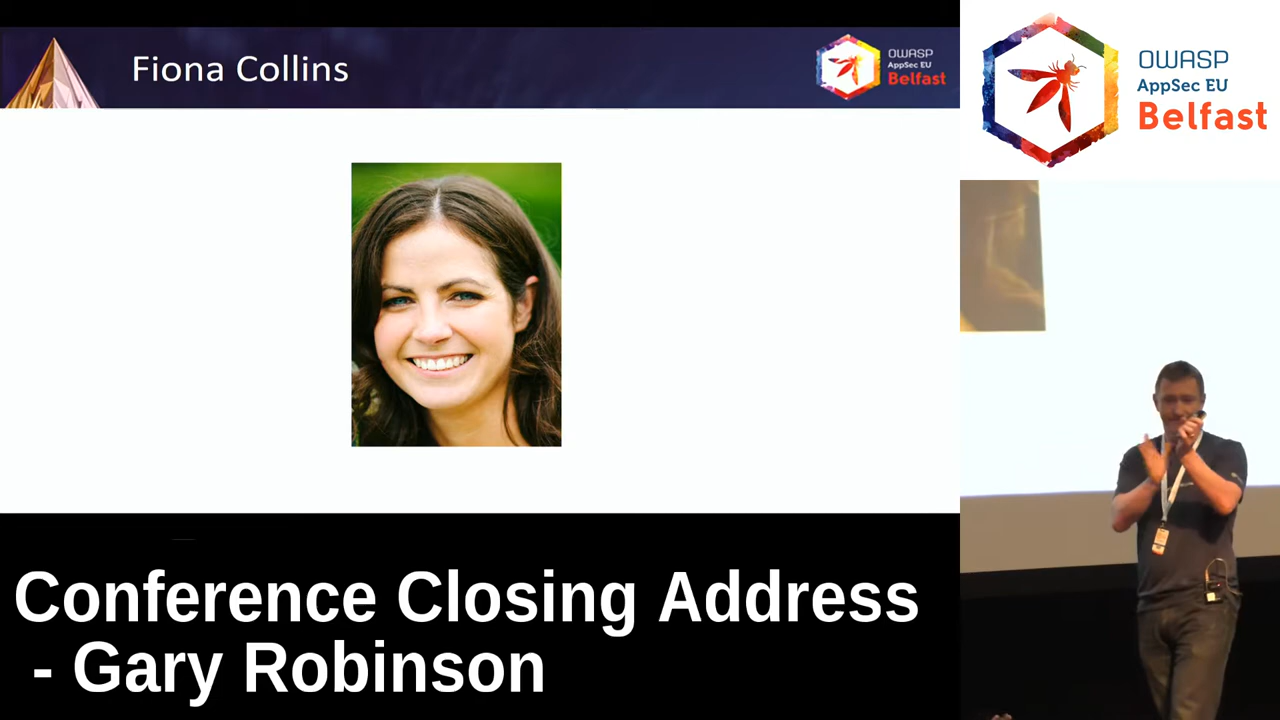 Fiona Collins
OWASP
AppSec EU
Belfast
OWASP
AppSec EU
Belfast
Conference Closing Address
- Gary Robinson